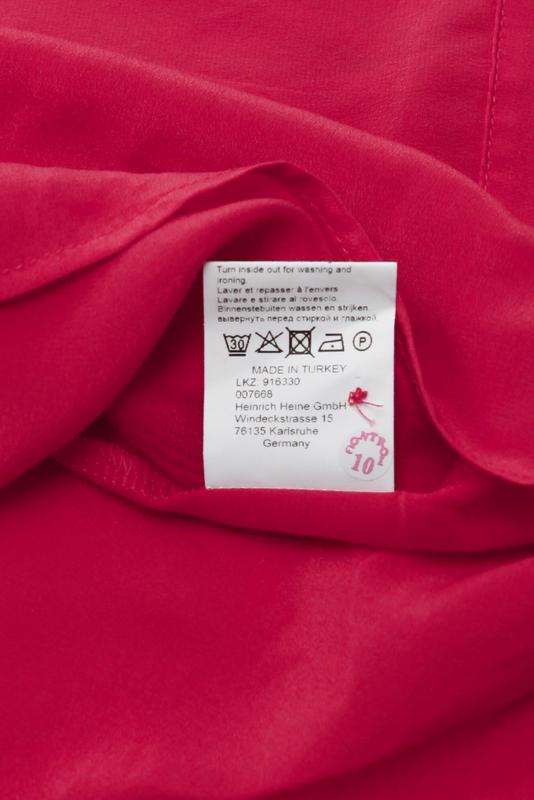 Turn inside out for washing and
ironing.
Laver et repasser à l'envers
Lavare e stirare al rovescio.
Binnenstebuiten wassen en strijken
вывернуть перед стиркой и глажкой
30
P
MADE IN TURKEY
LKZ: 916330
007668
Heinrich Heine GmbH
Windeckstrasse 15
76135 Karlsruhe
Germany
CONTROL
10